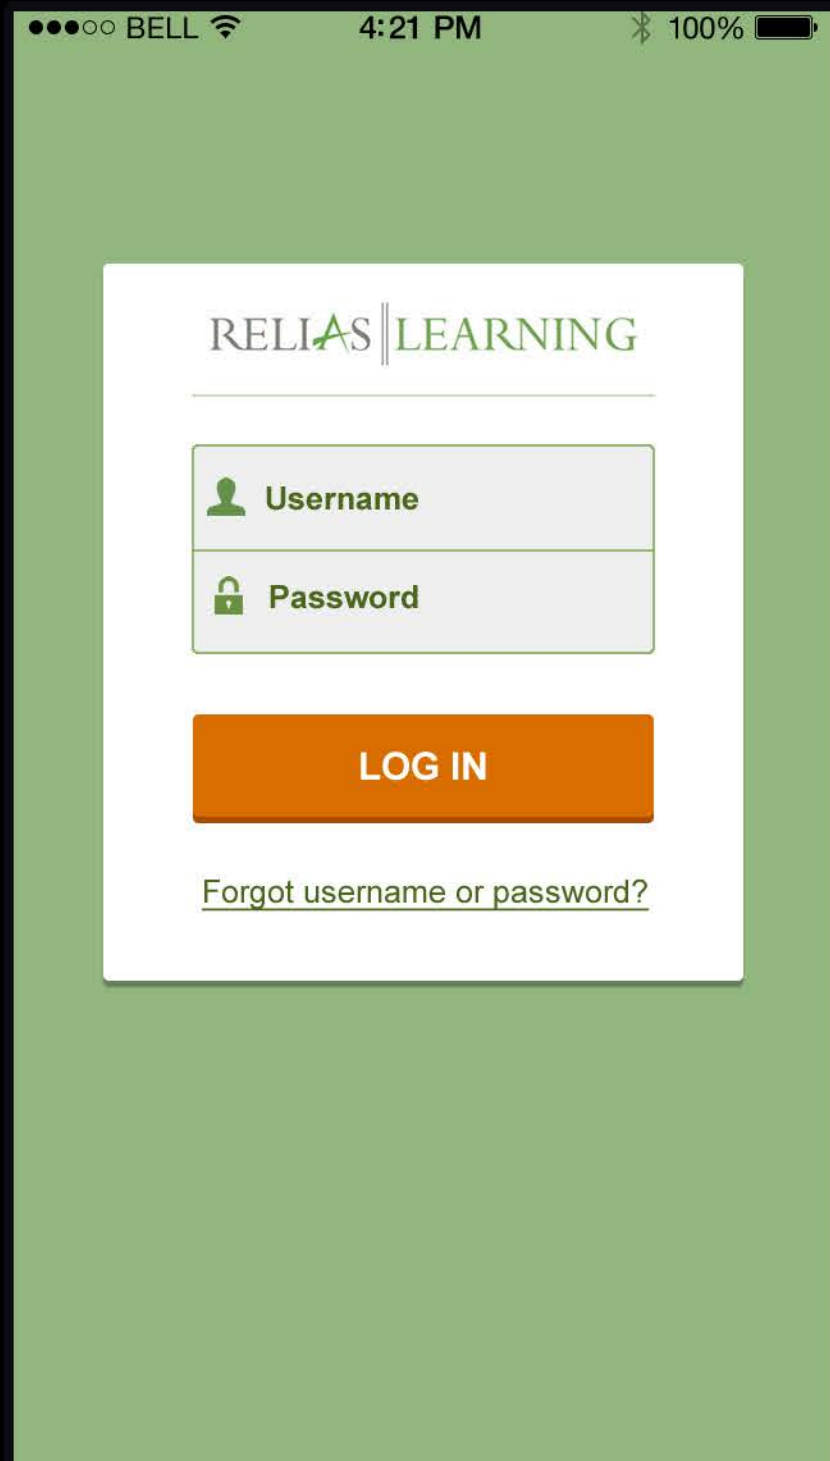 BELL 4:21 PM 100%
RELIAS LEARNING
Username
Password
LOG IN
Forgot username or password?